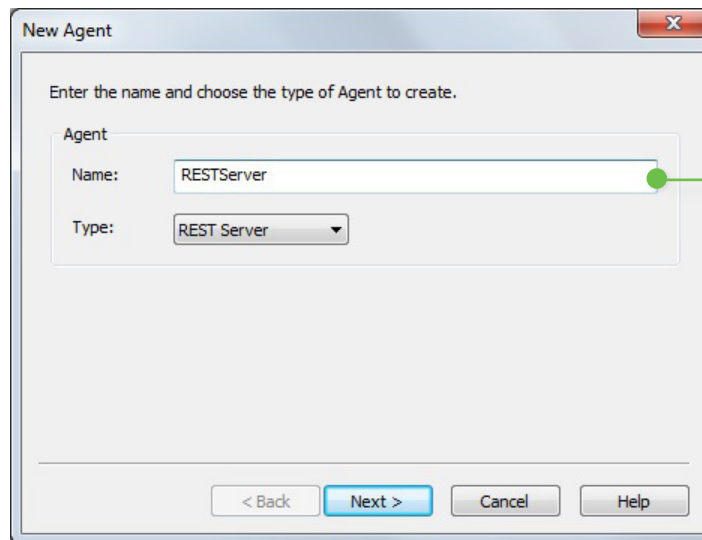 New Agent
Enter the name and choose the type of Agent to create.
Agent
Name: RESTServer
Type: REST Server
< Back Next > Cancel Help